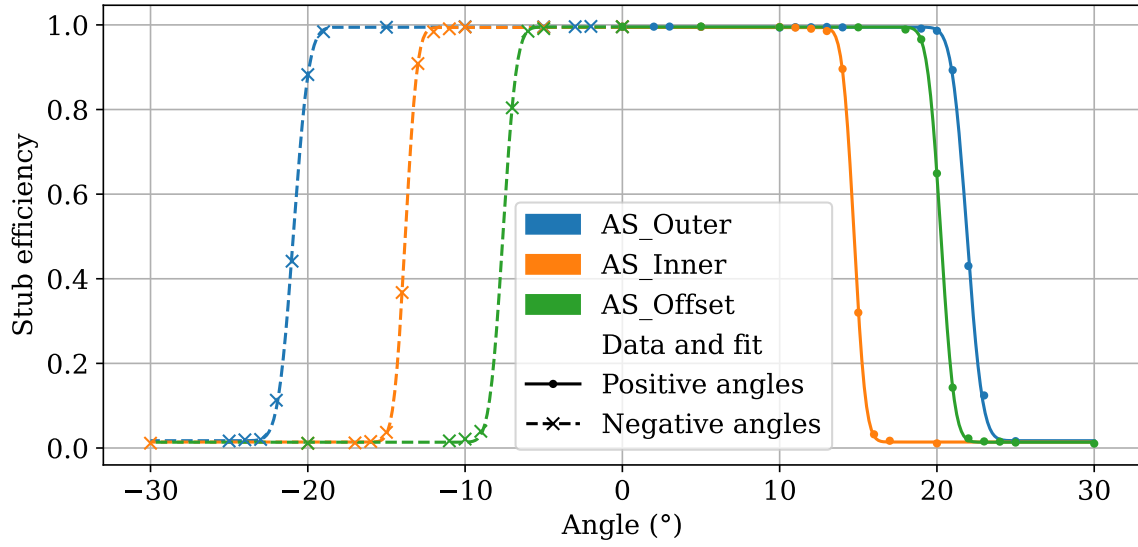 1.0
0.8
0.6
0.4
0.2
0.0
Stub efficiency
AS_Outer
AS_Inner
AS_Offset
Data and fit
Positive angles
Negative angles
−30 −20 −10 0 10 20 30
Angle (°)